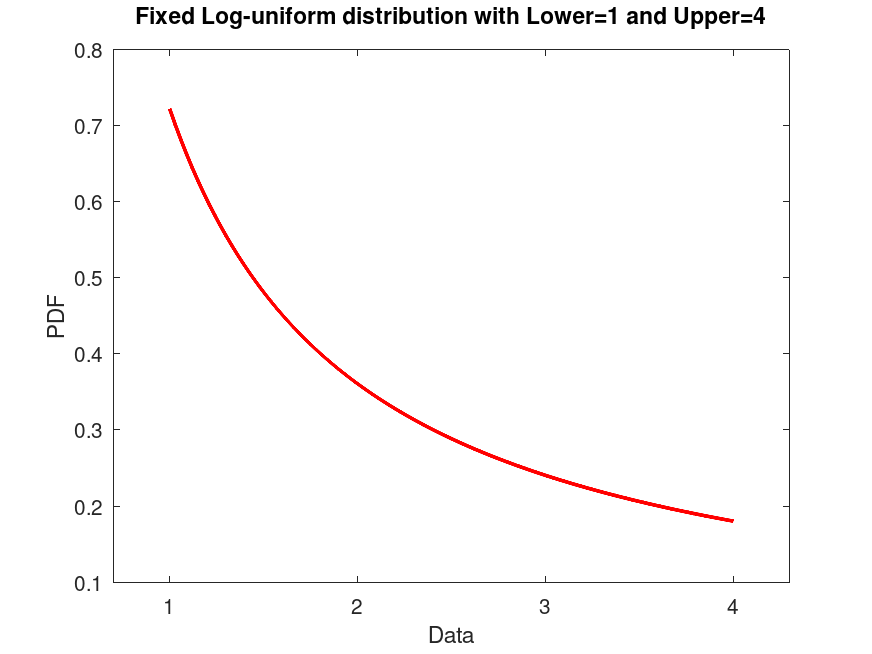 Fixed Log-uniform distribution with Lower=1 and Upper=4
0.8
0.7
0.6
0.5
0.4
0.3
0.2
0.1
PDF
1 2 3 4
Data